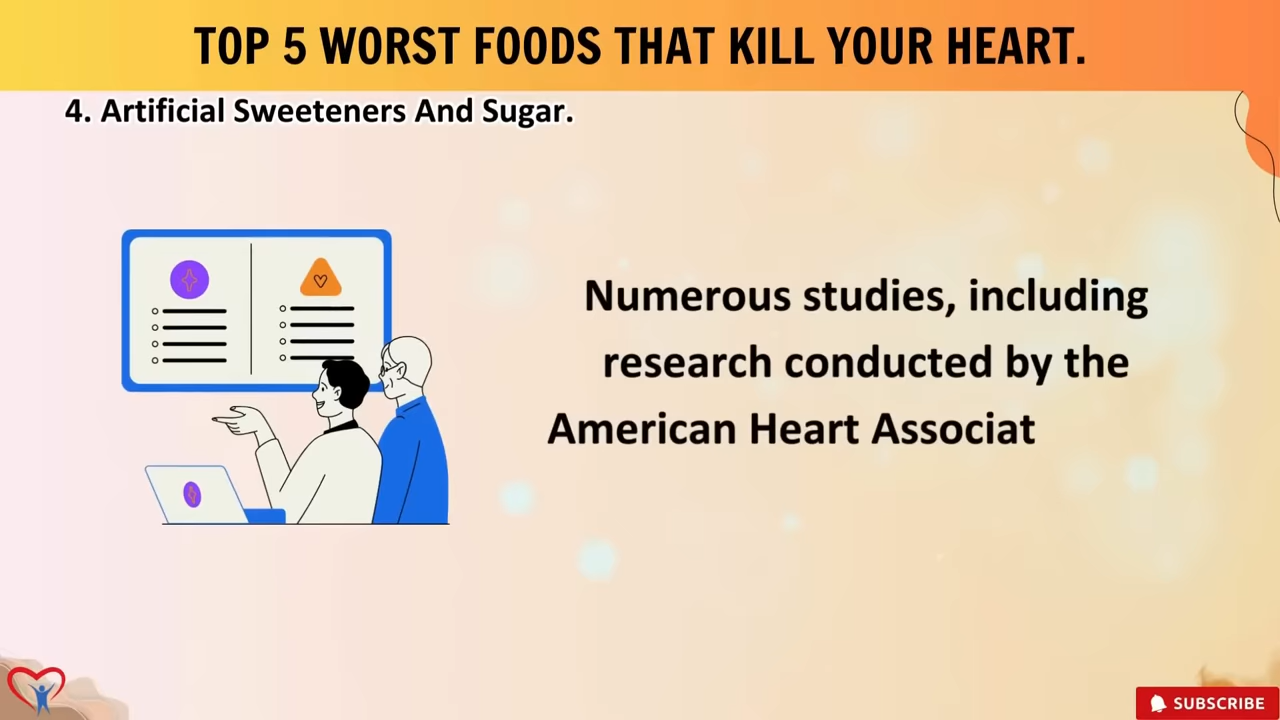 TOP 5 WORST FOODS THAT KILL YOUR HEART.
4. Artificial Sweeteners And Sugar.
Numerous studies, including
research conducted by the
American Heart Associat
SUBSCRIBE